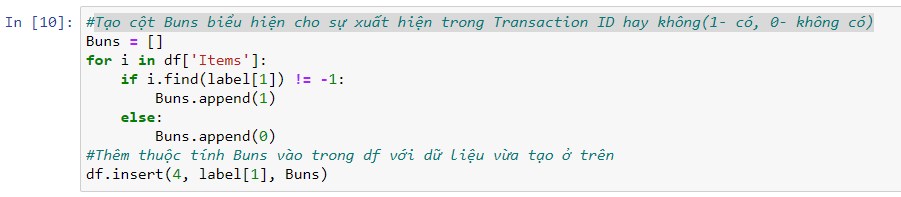 In [10]: #Tạo cột Buns biểu hiện cho sự xuất hiện trong Transaction ID hay không(1- có, 0- không có)
Buns = []
for i in df['Items']:
    if i.find(label[1]) != -1:
        Buns.append(1)
    else:
        Buns.append(0)
#Thêm thuộc tính Buns vào trong df với dữ liệu vừa tạo ở trên
df.insert(4, label[1], Buns)